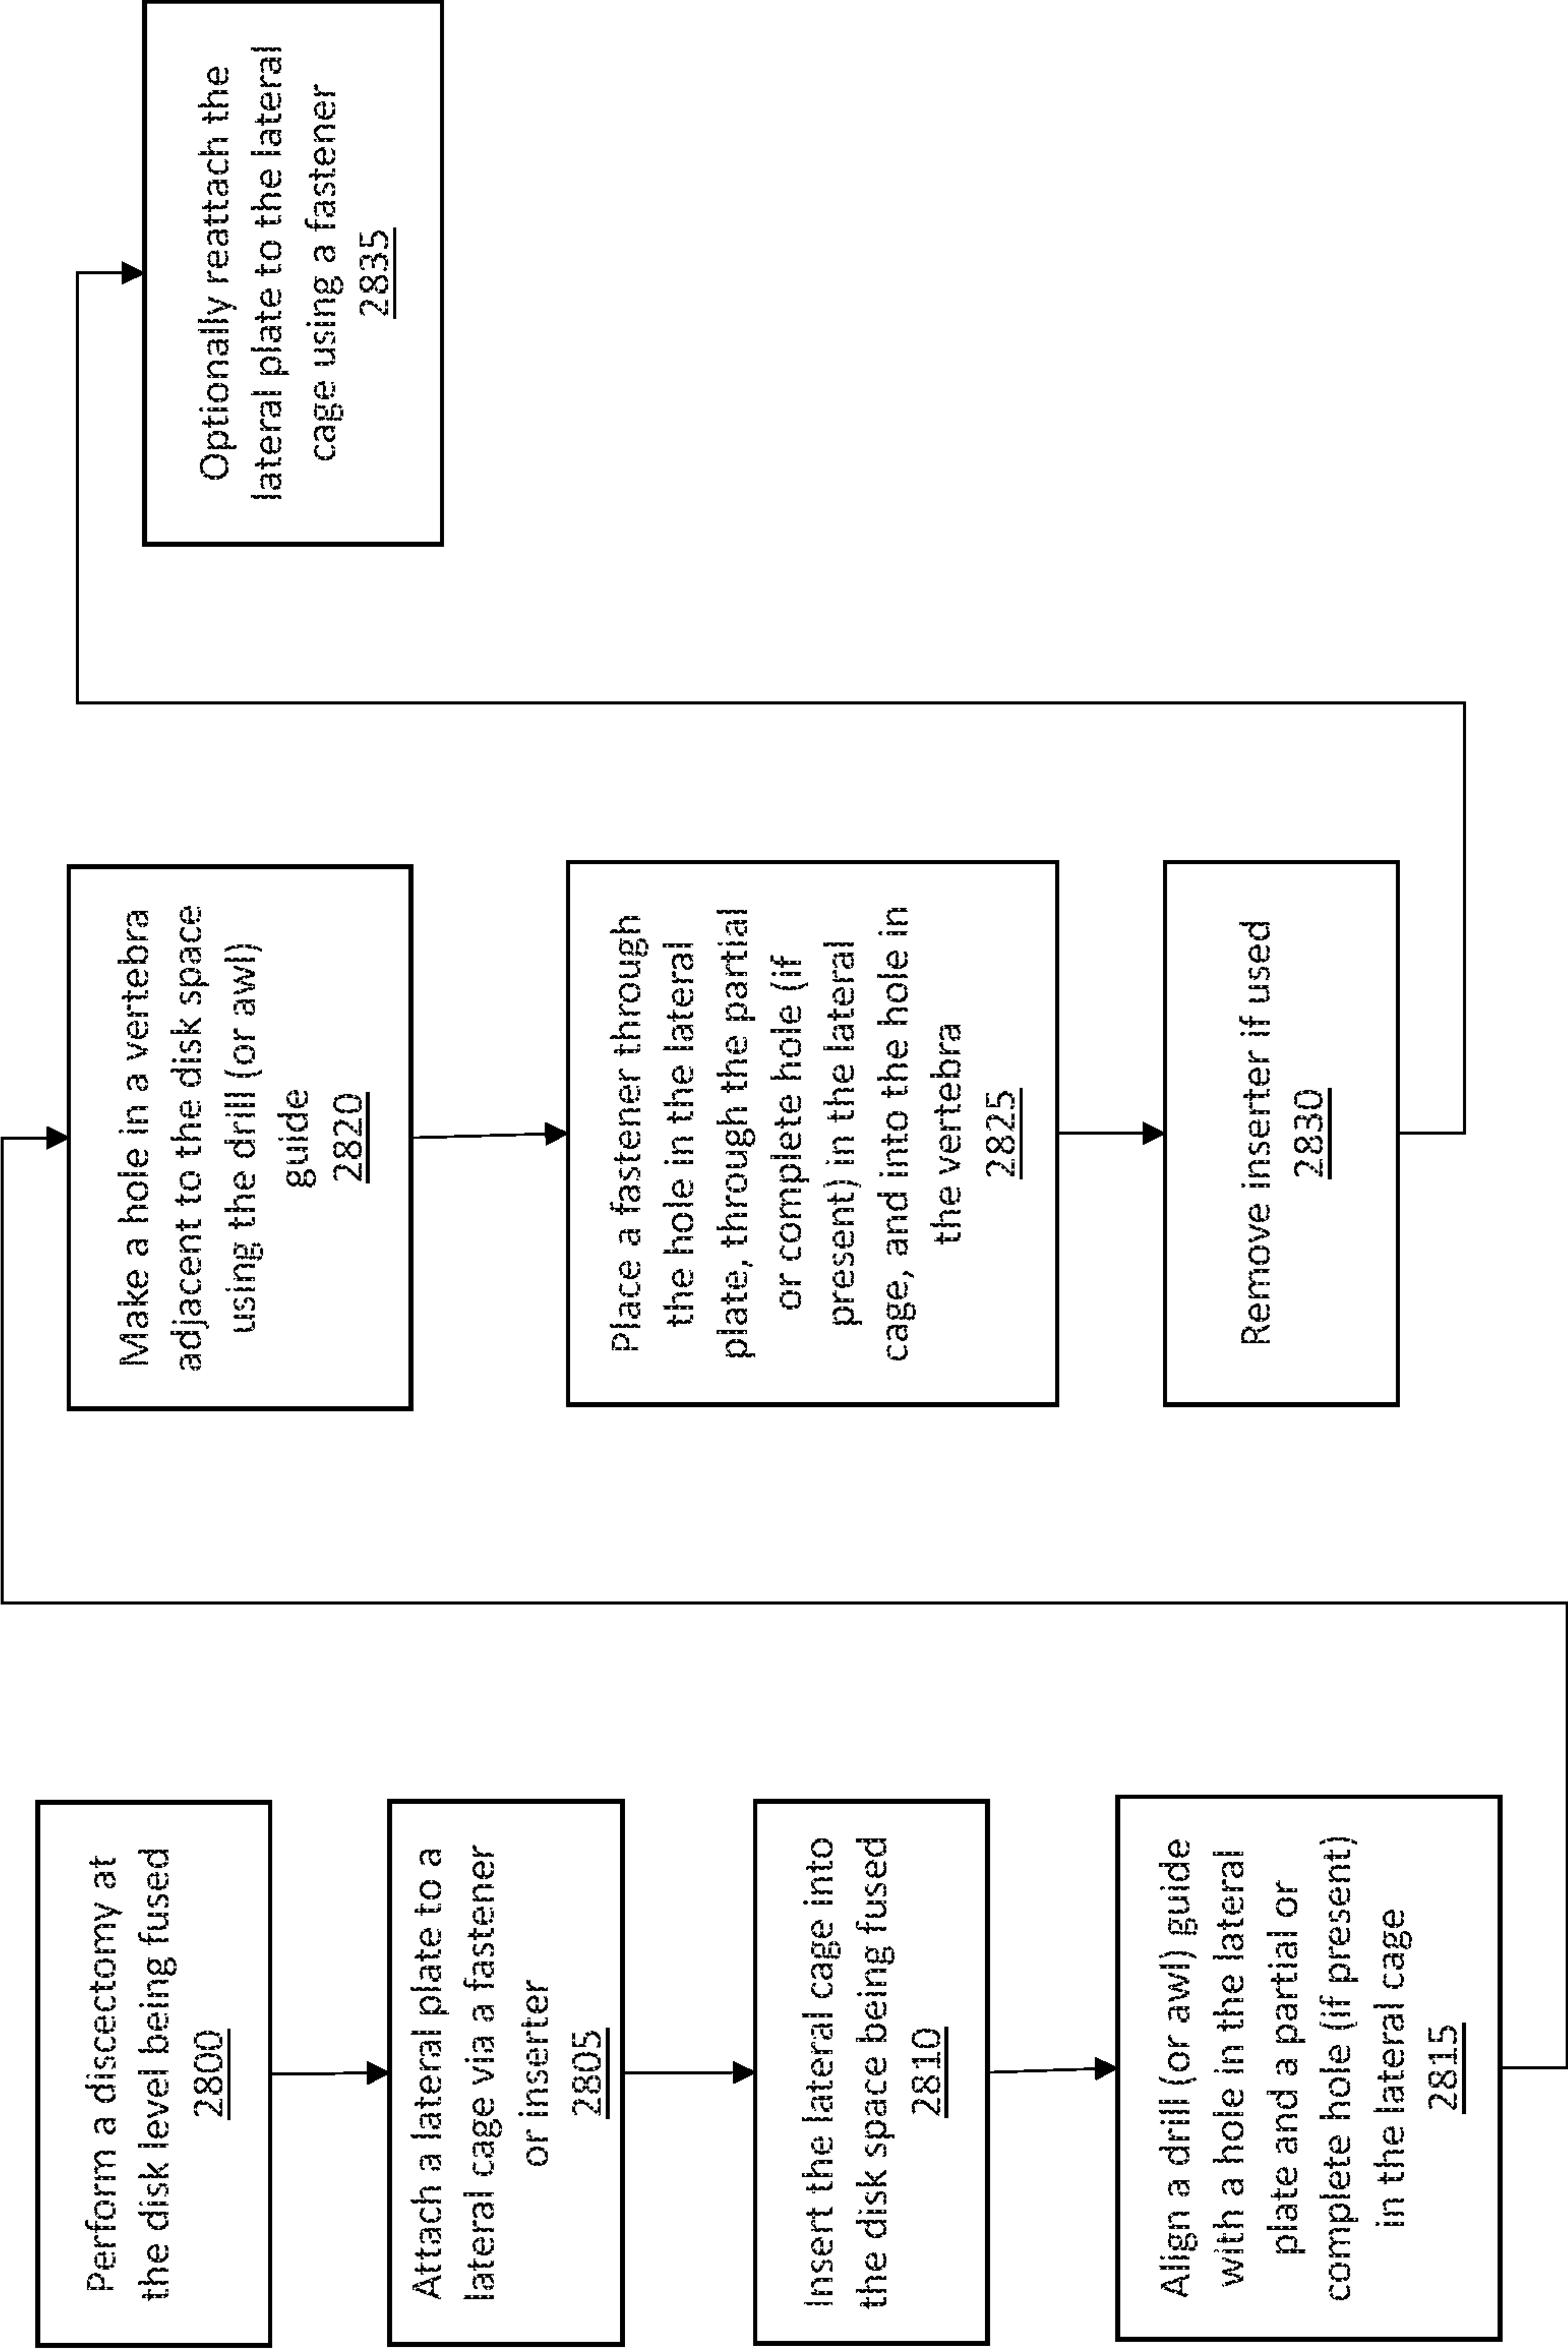 Perform a discectomy at
the disk level being fused
2800
Attach a lateral plate to a
lateral cage via a fastener
or inserter
2805
Insert the lateral cage into
the disk space being fused
2810
Align a drill (or awl) guide
with a hole in the lateral
plate and a partial or
complete hole (if present)
in the lateral cage
2815
Make a hole in a vertebra
adjacent to the disk space
using the drill (or awl)
guide
2820
Place a fastener through
the hole in the lateral
plate, through the partial
or complete hole (if
present) in the lateral
cage, and into the hole in
the vertebra
2825
Remove inserter if used
2830
Optionally reattach the
lateral plate to the lateral
cage using a fastener
2835